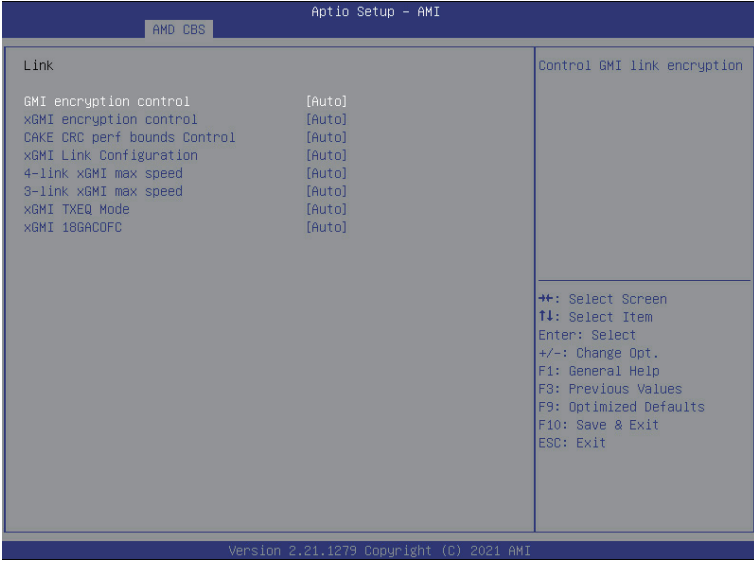 Aptio Setup – AMI
AMD CBS
Link
GMI encryption control [Auto]
xGMI encryption control [Auto]
CAKE CRC perf bounds Control [Auto]
xGMI Link Configuration [Auto]
4-link xGMI max speed [Auto]
3-link xGMI max speed [Auto]
xGMI TXEQ Mode [Auto]
xGMI 18GACOFC [Auto]
Control GMI link encryption
→←: Select Screen
↑↓: Select Item
Enter: Select
+/-: Change Opt.
F1: General Help
F3: Previous Values
F9: Optimized Defaults
F10: Save & Exit
ESC: Exit
Version 2.21.1279 Copyright (C) 2021 AMI